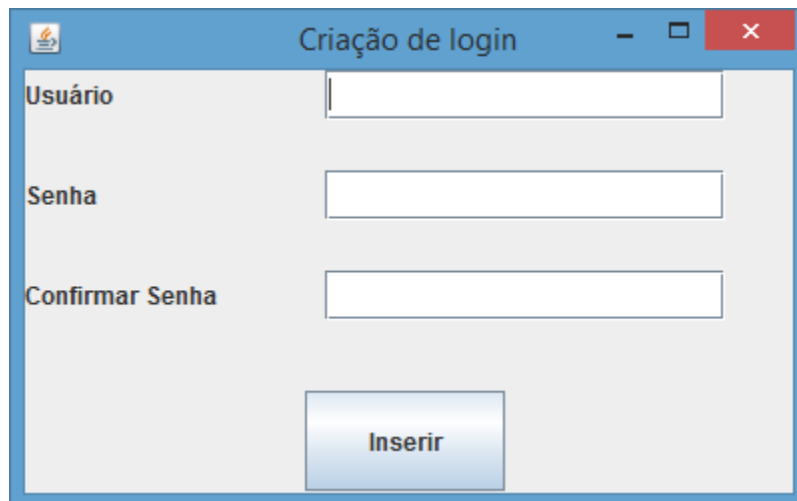 Criação de login
Usuário
Senha
Confirmar Senha
Inserir